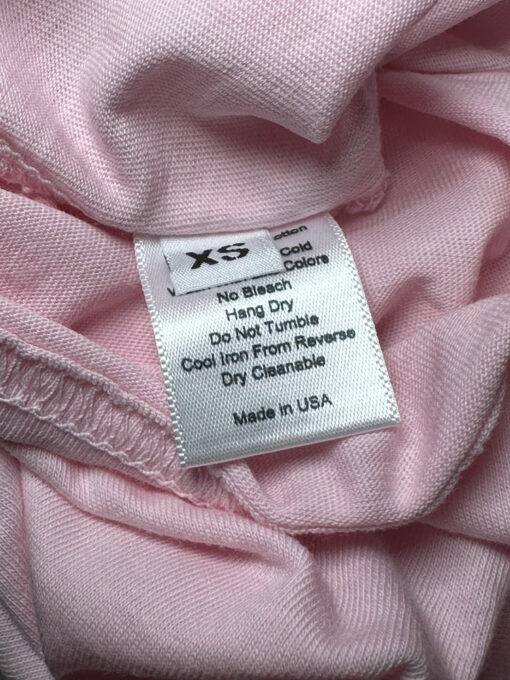 XS
Cold
Colors
No Bleach
Hang Dry
Do Not Tumble
Cool Iron From Reverse
Dry Cleanable
Made in USA